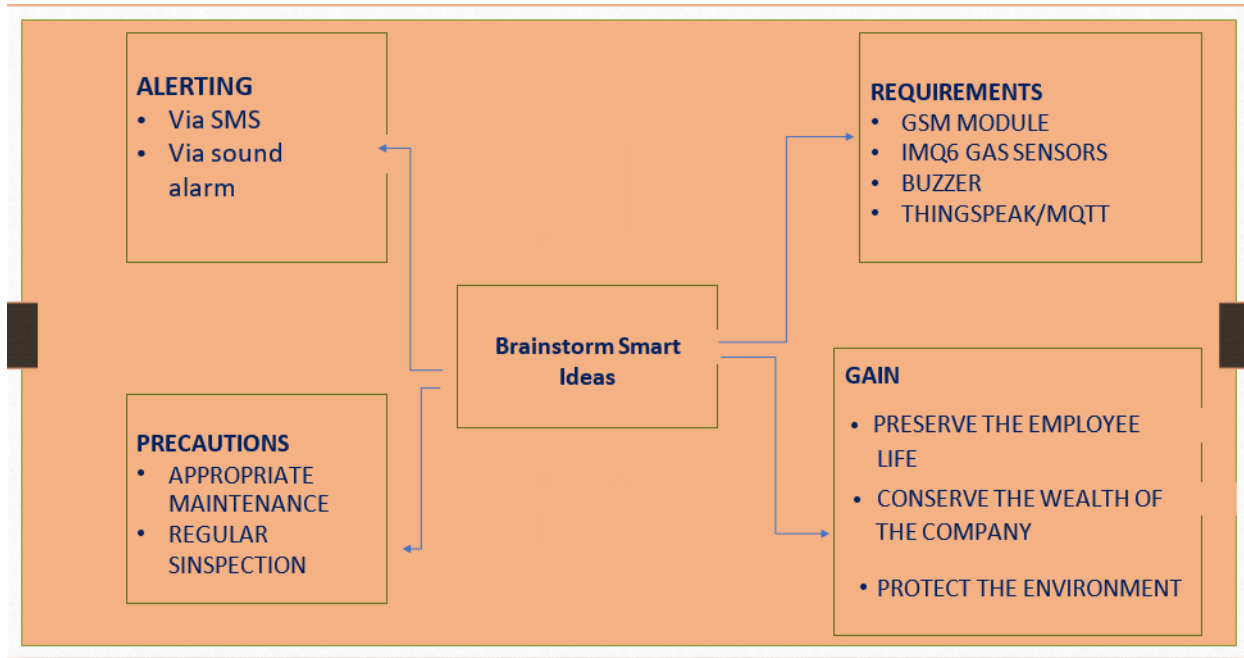 ALERTING
• Via SMS
• Via sound
alarm
REQUIREMENTS
• GSM MODULE
• IMQ6 GAS SENSORS
• BUZZER
• THINGSPEAK/MQTT
Brainstorm Smart
Ideas
PRECAUTIONS
• APPROPRIATE
MAINTENANCE
• REGULAR
SINSPECTION
GAIN
• PRESERVE THE EMPLOYEE
LIFE
• CONSERVE THE WEALTH OF
THE COMPANY
• PROTECT THE ENVIRONMENT